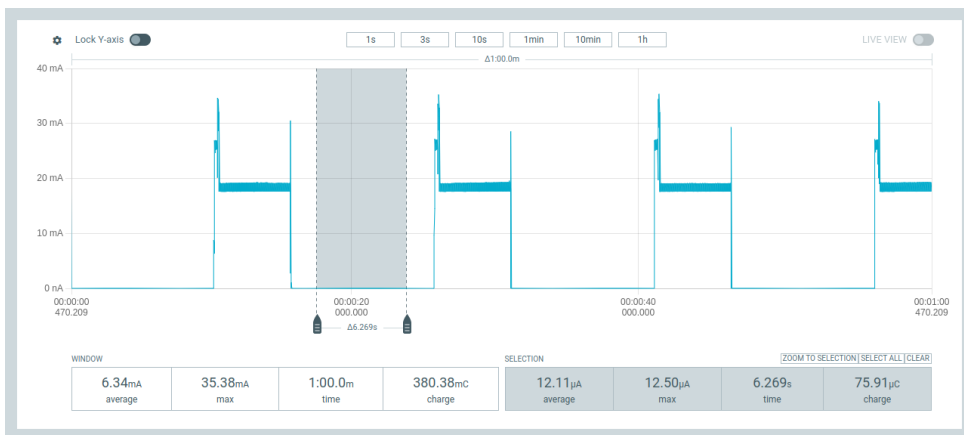 Lock Y-axis 1s 3s 10s 1min 10min 1h LIVE VIEW
Δ1:00.0m
40 mA
30 mA
20 mA
10 mA
0 nA
00:00:00 00:00:20 00:00:40 00:01:00
470.209 000.000 000.000 470.209
Δ6.269s
WINDOW SELECTION ZOOM TO SELECTION SELECT ALL CLEAR
6.34mA 35.38mA 1:00.0m 380.38mC 12.11μA 12.50μA 6.269s 75.91μC
average max time charge average max time charge